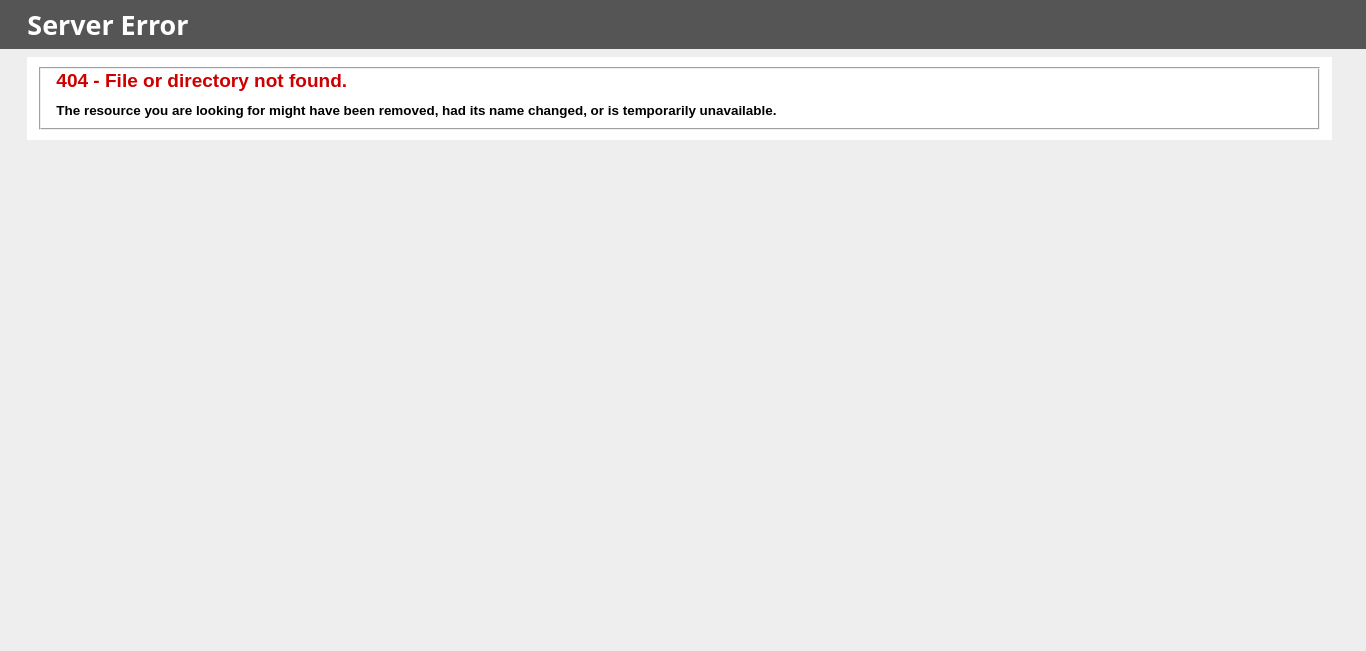 Server Error
404 - File or directory not found.
The resource you are looking for might have been removed, had its name changed, or is temporarily unavailable.